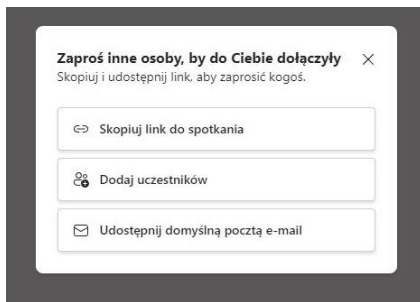 Zaproś inne osoby, by do Ciebie dołączyły
Skopiuj i udostępnij link, aby zaprosić kogoś.
Skopiuj link do spotkania
Dodaj uczestników
Udostępnij domyślną pocztą e-mail